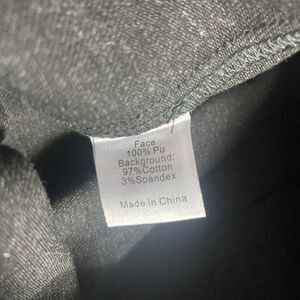 Face
100% Pu
Background:
97%Cotton
3%Spandex
Made in China